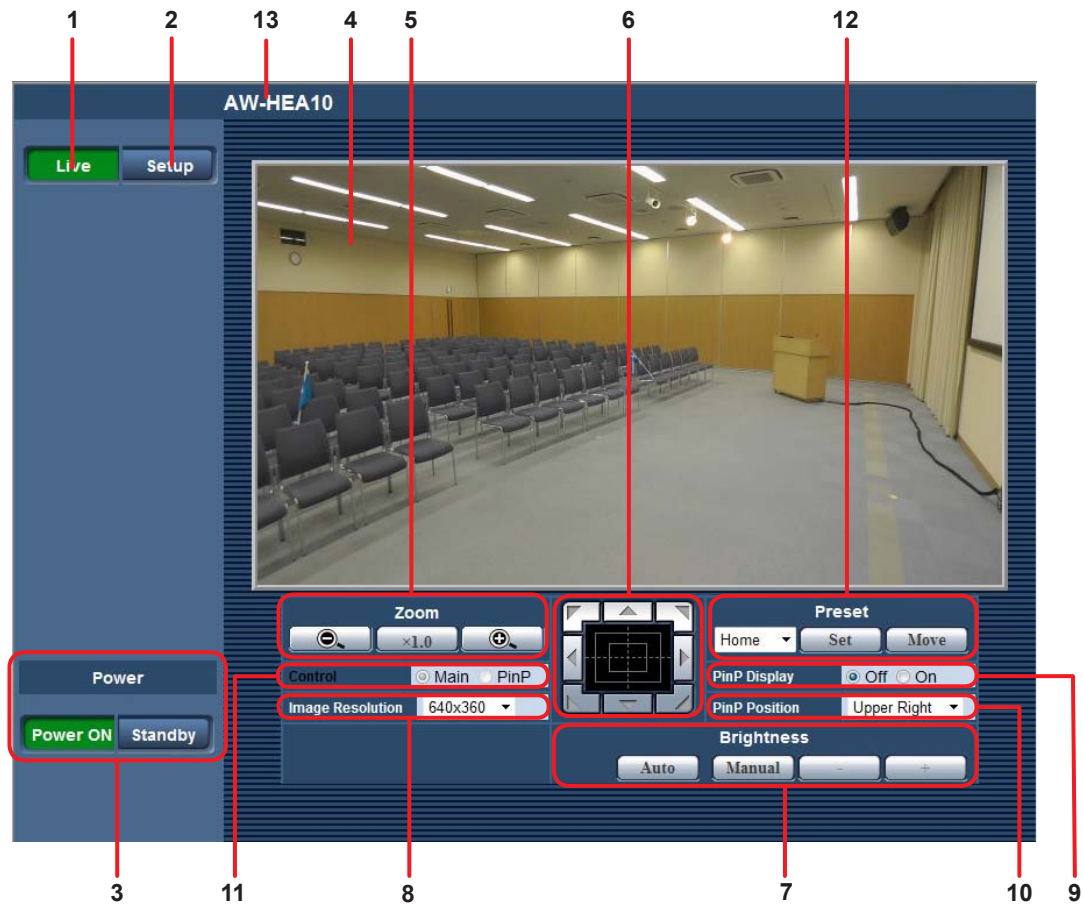 1 2 13 4 5 6 12
AW-HEA10
Live Setup
Zoom
×1.0
Preset
Home Set Move
Control Main PinP
PinP Display Off On
Image Resolution 640x360
PinP Position Upper Right
Power
Power ON Standby
Brightness
Auto Manual - +
3 11 8 7 10 9